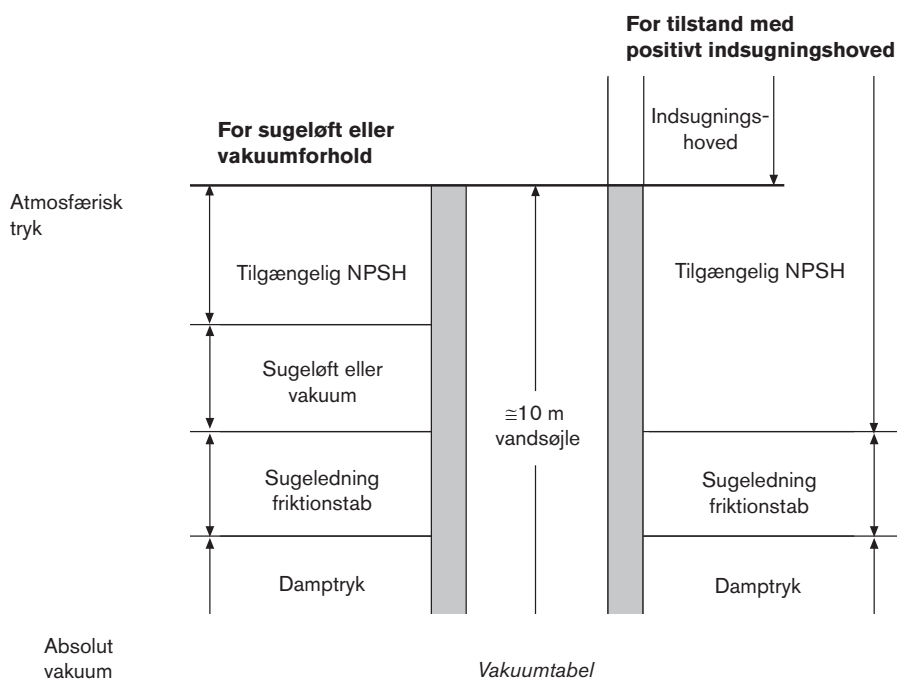 For tilstand med
positivt indsugningshoved
Indsugnings-
hoved
For sugeløft eller
vakuumforhold
Atmosfærisk
tryk
Tilgængelig NPSH
Tilgængelig NPSH
Sugeløft eller
vakuum
≅10 m
vandsøjle
Sugeledning
friktionstab
Sugeledning
friktionstab
Damptryk
Damptryk
Absolut
vakuum
Vakuumtabel